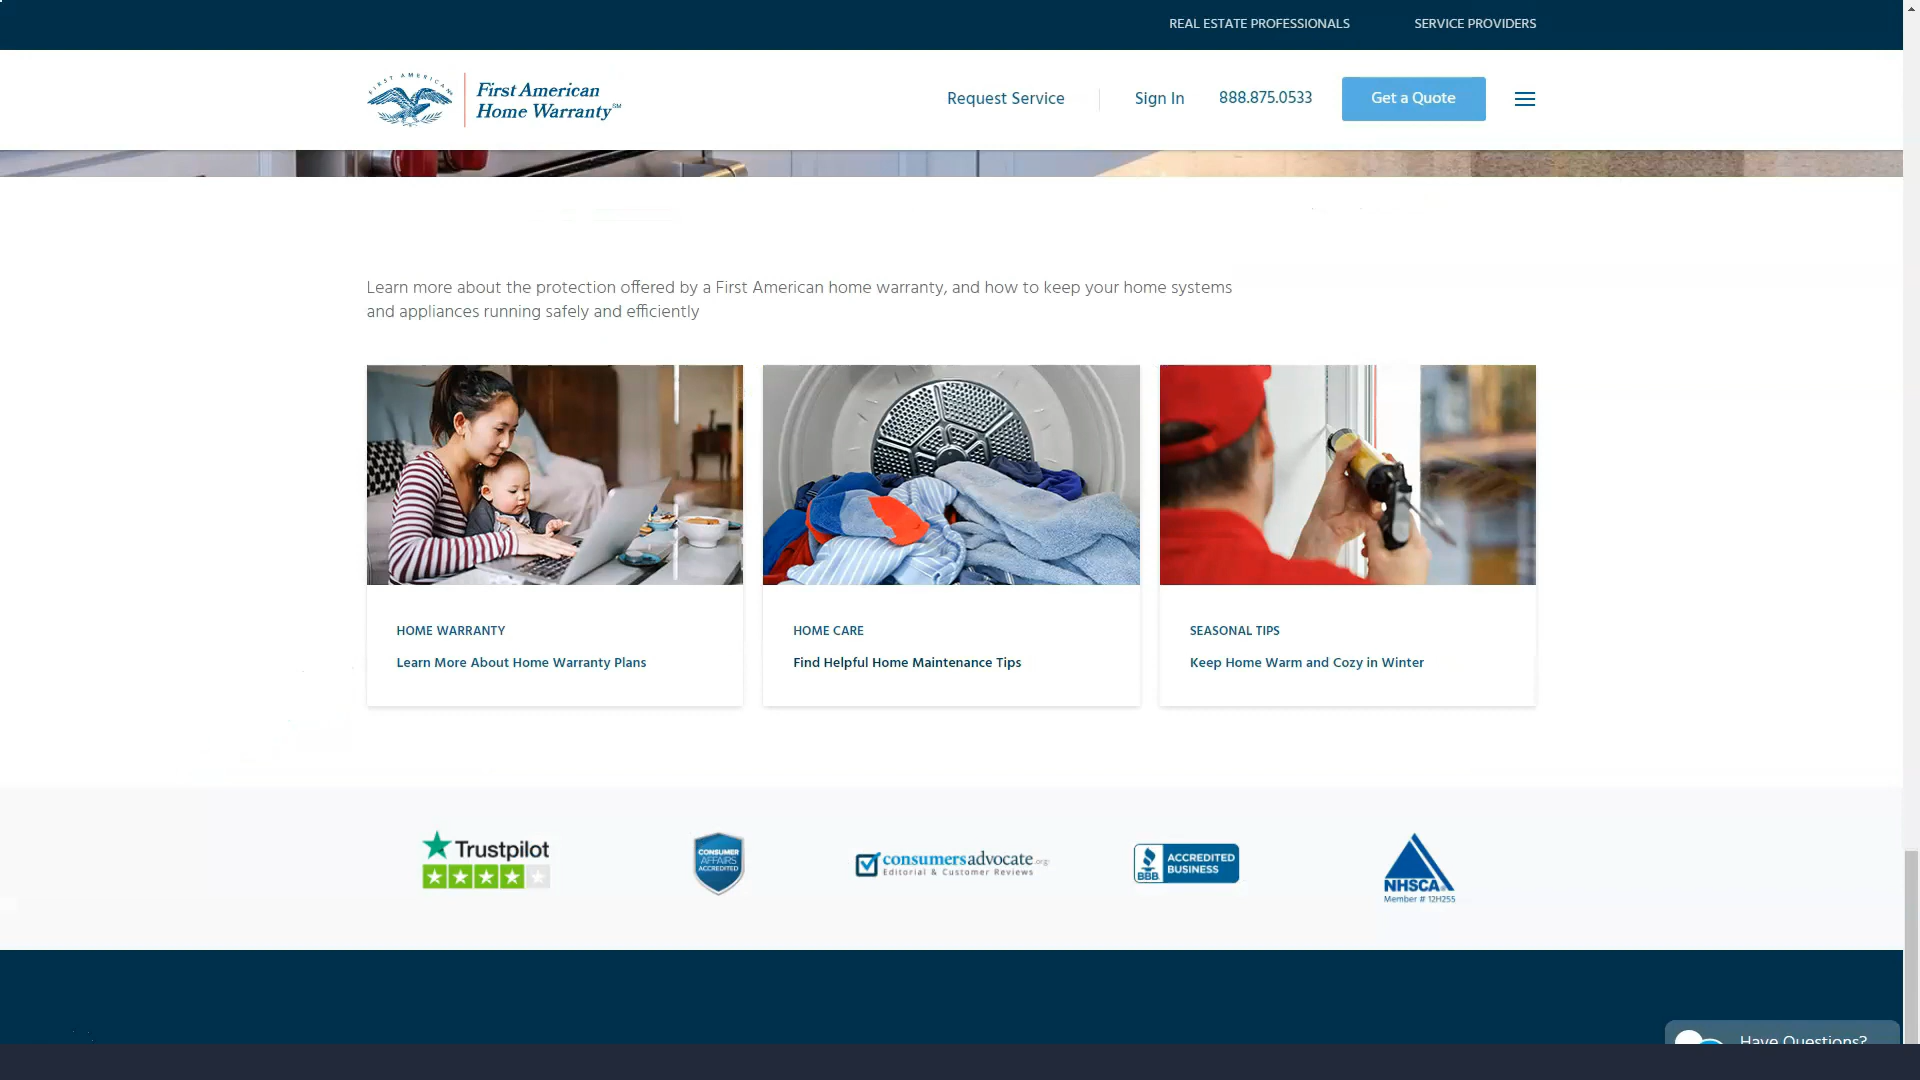 REAL ESTATE PROFESSIONALS
SERVICE PROVIDERS
FIRST AMERICAN
First American
Home Warranty℠
Request Service
Sign In
888.875.0533
Get a Quote
Learn more about the protection offered by a First American home warranty, and how to keep your home systems
and appliances running safely and efficiently
HOME WARRANTY
Learn More About Home Warranty Plans
HOME CARE
Find Helpful Home Maintenance Tips
SEASONAL TIPS
Keep Home Warm and Cozy in Winter
Trustpilot
CONSUMER
AFFAIRS
ACCREDITED
consumersadvocate.org
Editorial & Customer Reviews
BBB
ACCREDITED
BUSINESS
NHSCA
Member # 12H255
Have Questions?